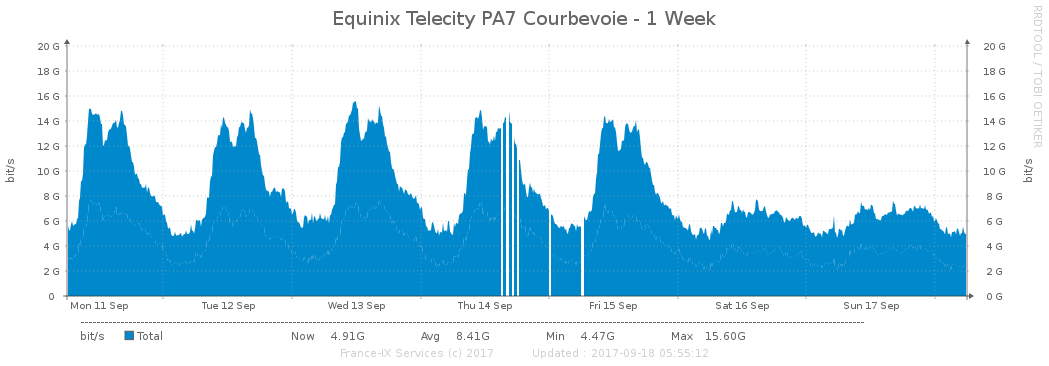 Equinix Telecity PA7 Courbevoie - 1 Week
RRDTOOL / TOBI OETIKER
20 G 20 G
18 G 18 G
16 G 16 G
14 G 14 G
12 G 12 G
10 G 10 G
8 G 8 G
6 G 6 G
4 G 4 G
2 G 2 G
0 0 G
bit/s
bit/s
Mon 11 Sep Tue 12 Sep Wed 13 Sep Thu 14 Sep Fri 15 Sep Sat 16 Sep Sun 17 Sep
bit/s Total Now 4.91G Avg 8.41G Min 4.47G Max 15.60G
France-IX Services (c) 2017 Updated : 2017-09-18 05:55:12